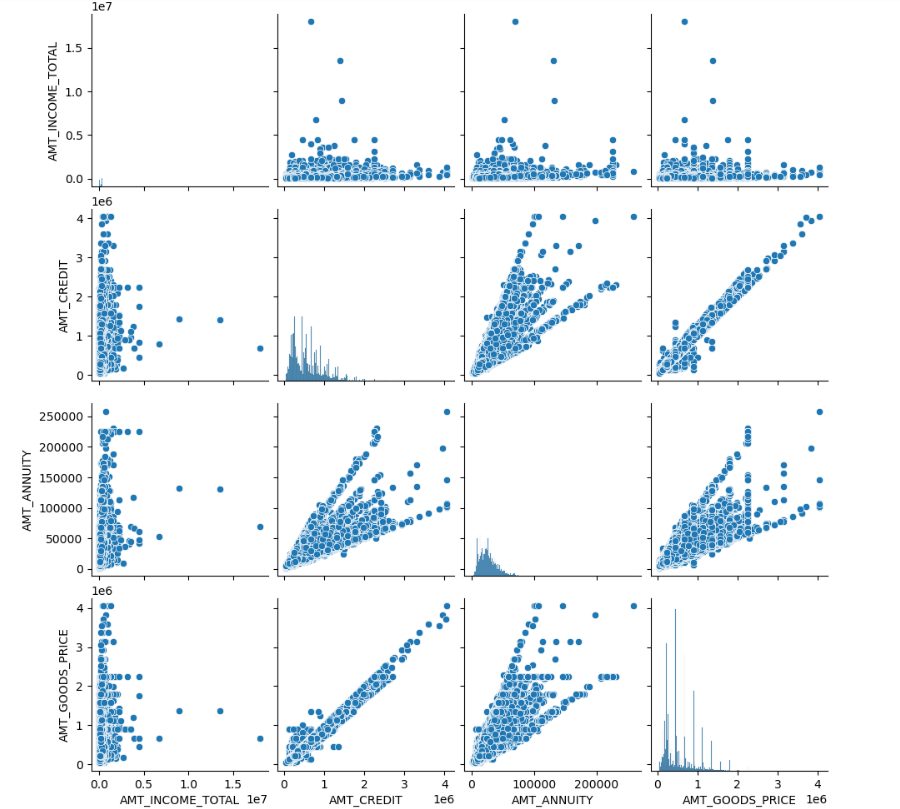 1e7
AMT_INCOME_TOTAL
1.5
1.0
0.5
0.0
1e6
AMT_CREDIT
4
3
2
1
0
AMT_ANNUITY
250000
200000
150000
100000
50000
0
1e6
AMT_GOODS_PRICE
4
3
2
1
0
0.0 0.5 1.0 1.5 0 1 2 3 4 0 100000 200000 0 1 2 3 4
AMT_INCOME_TOTAL 1e7 AMT_CREDIT 1e6 AMT_ANNUITY AMT_GOODS_PRICE 1e6